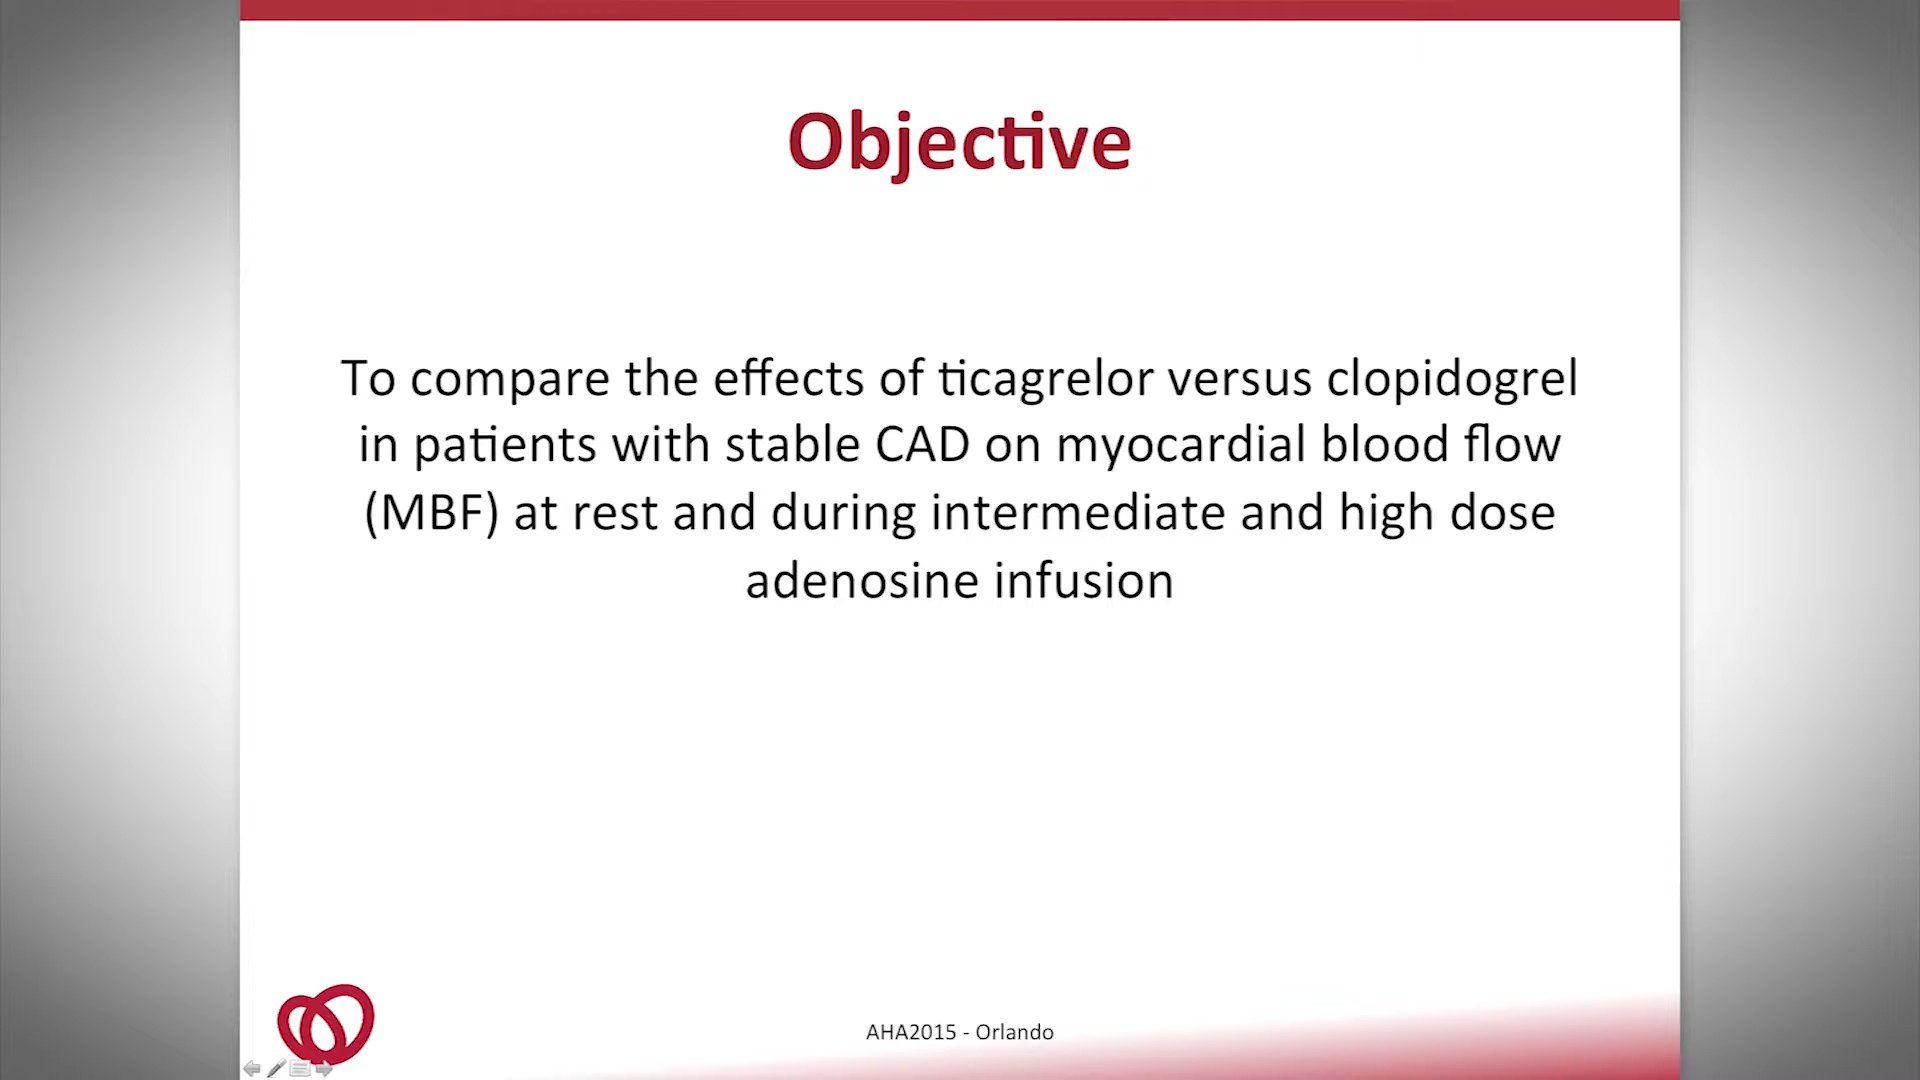 Objective
To compare the effects of ticagrelor versus clopidogrel
in patients with stable CAD on myocardial blood flow
(MBF) at rest and during intermediate and high dose
adenosine infusion
AHA2015 - Orlando